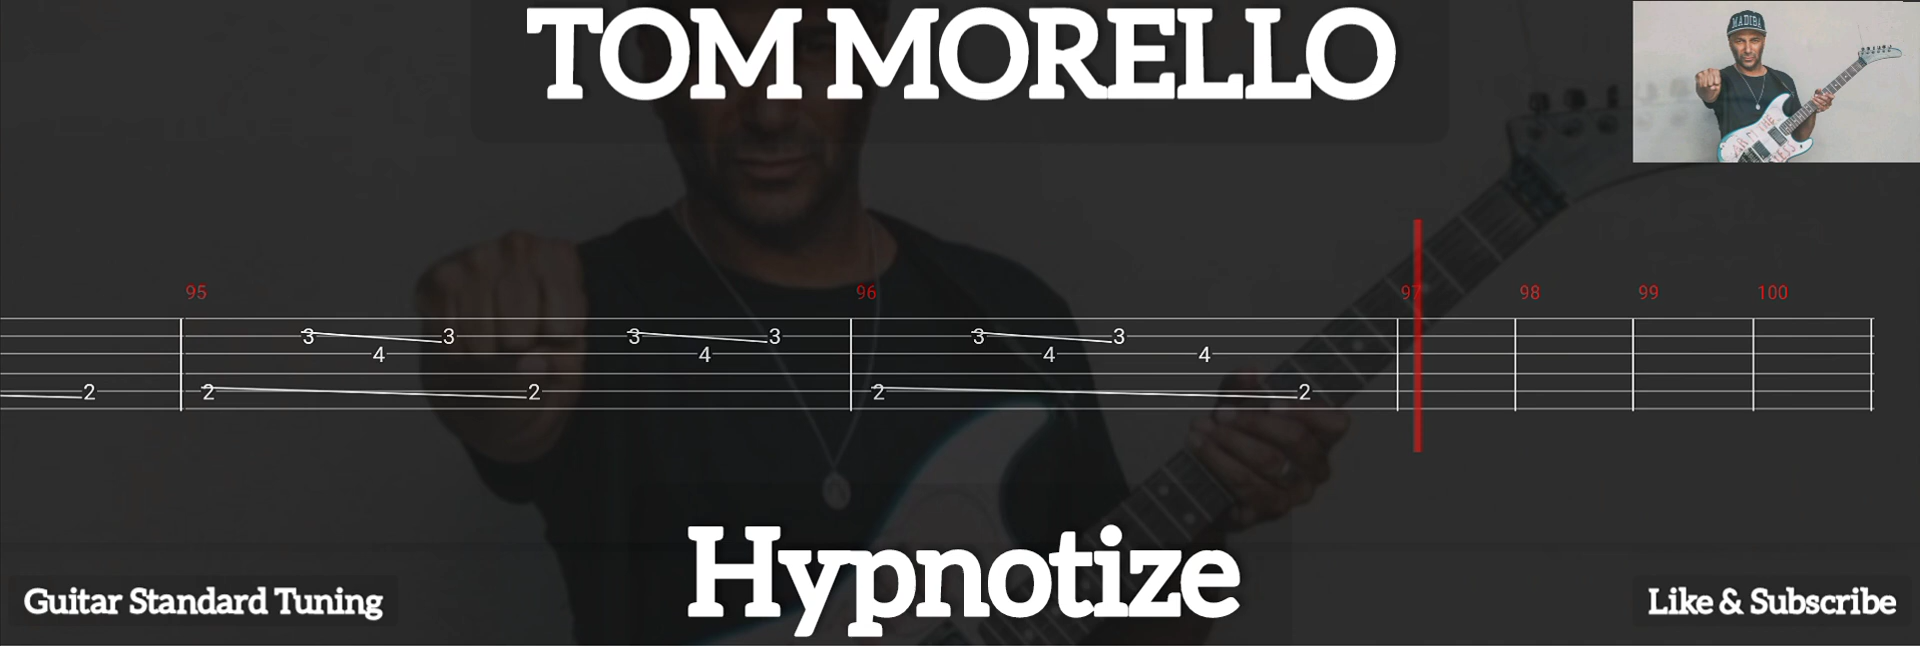 TOM MORELLO
MADIBA
95 96 97 98 99 100
3 3 3 3 3 3
4 4 4 4
2 2 2 2 2
Hypnotize
Guitar Standard Tuning
Like & Subscribe